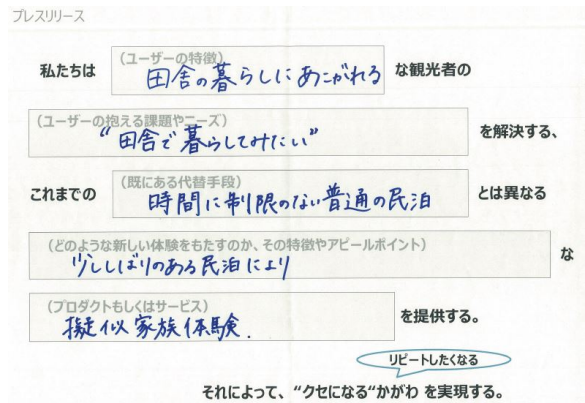 プレスリリース
私たちは (ユーザーの特徴) 田舎の暮らしにあこがれる な観光者の
(ユーザーの抱える課題やニーズ)
"田舎で暮らしてみたい" を解決する、
これまでの (既にある代替手段) 時間に制限のない普通の民泊 とは異なる
(どのような新しい体験をもたすのか、その特徴やアピールポイント)
少ししばりのある民泊により な
(プロダクトもしくはサービス)
擬似家族体験. を提供する。
リピートしたくなる
それによって、“クセになる“かがわ を実現する。